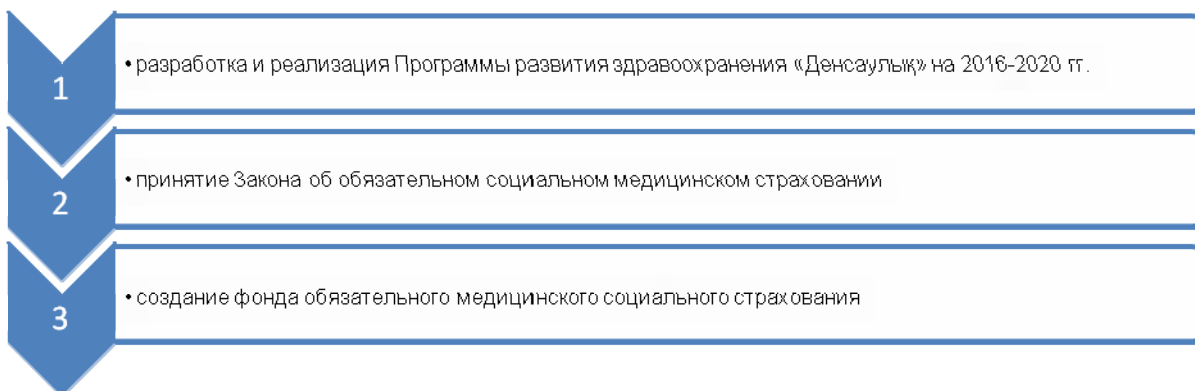 1
• разработка и реализация Программы развития здравоохранения «Денсаулық» на 2016-2020 гг.
2
• принятие Закона об обязательном социальном медицинском страховании
3
• создание фонда обязательного медицинского социального страхования